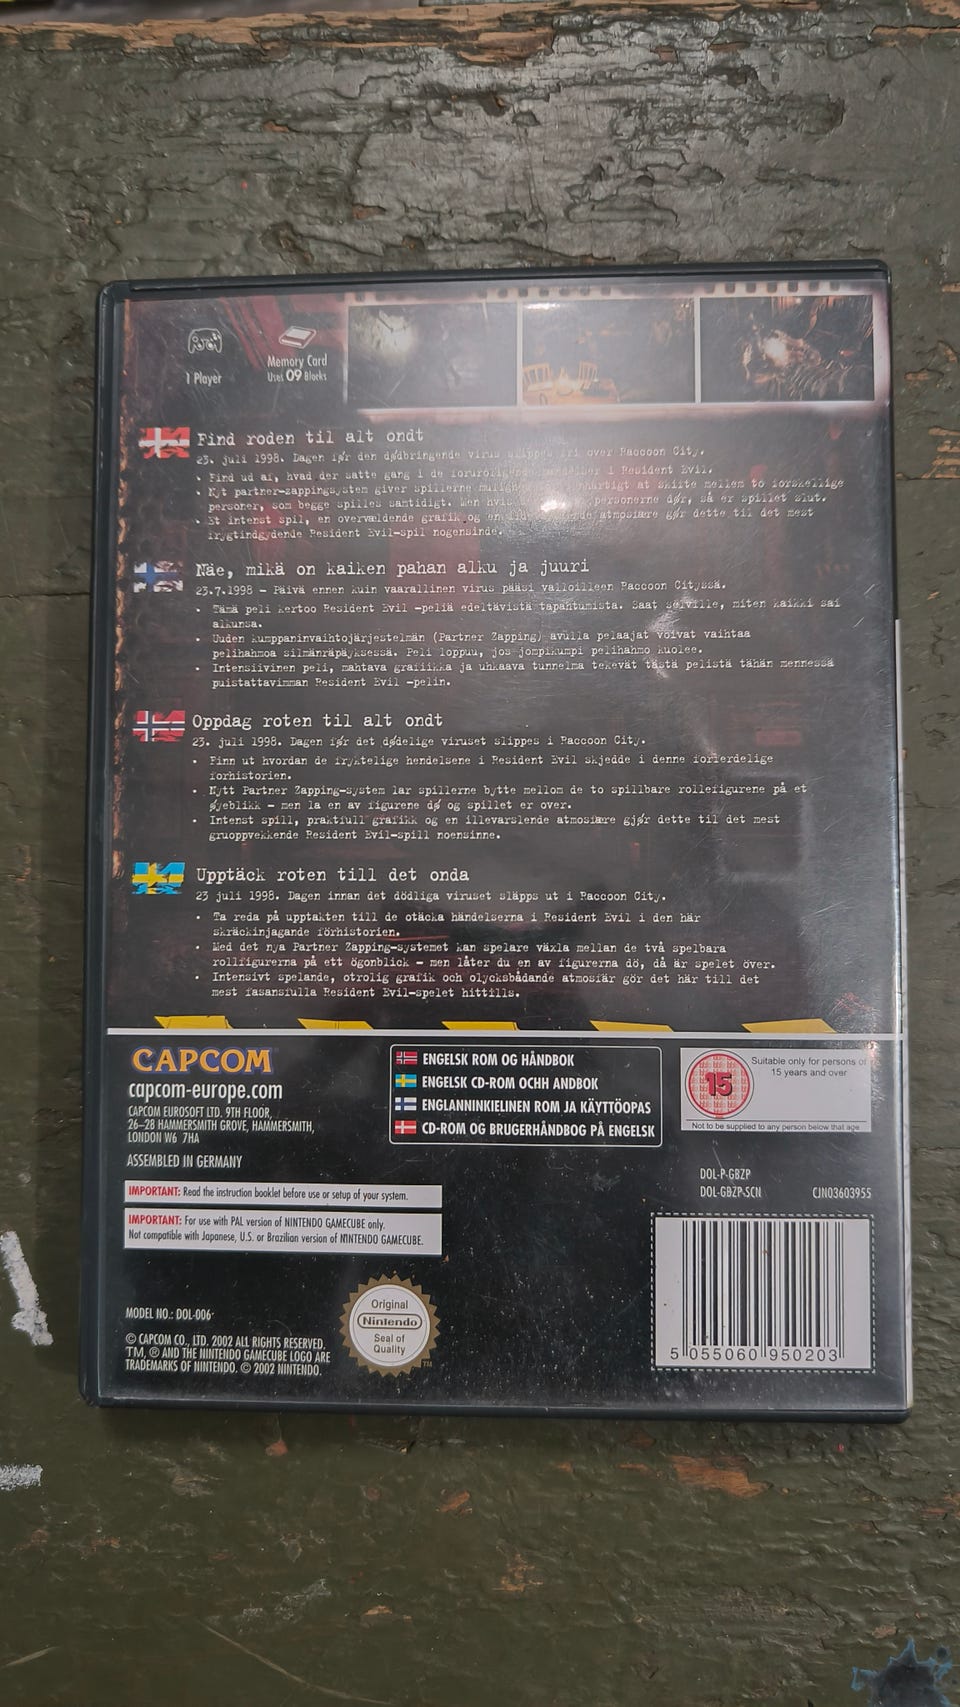 1 Player
Memory Card
Uses 09 Blocks
Find roden til alt ondt
23. juli 1998. Dagen før den dødbringende virus slippes fri over Raccoon City.
• Find ud af, hvad der satte gang i de foruroligende hændelser i Resident Evil.
• Nyt partner-zappingsystem giver spillerne at skifte mellem to forskellige
personer, som begge spilles samtidigt. Men hvis personerne dør, så er spillet slut.
• Et intenst spil, en overvældende grafik og en atmosfære gør dette til det mest
frygtindgydende Resident Evil-spil nogensinde.
Näe, mikä on kaiken pahan alku ja juuri
23.7.1998 - Päivä ennen kuin vaarallinen virus pääsi valloilleen Raccoon Cityssä.
• Tämä peli kertoo Resident Evil -peliä edeltävistä tapahtumista. Saat selville, miten kaikki sai
alkunsa.
• Uuden kumppaninvaihtojärjestelmän (Partner Zapping) avulla pelaajat voivat vaihtaa
pelihahmoa silmänräpäyksessä. Peli loppuu, jos jompikumpi pelihahmo kuolee.
• Intensiivinen peli, mahtava grafiikka ja uhkaava tunnelma tekevät tästä pelistä tähän mennessä
puistattavimman Resident Evil -pelin.
Oppdag roten til alt ondt
23. juli 1998. Dagen før det dødelige viruset slippes i Raccoon City.
• Finn ut hvordan de fryktelige hendelsene i Resident Evil skjedde i denne forferdelige
forhistorien.
• Nytt Partner Zapping-system lar spillerne bytte mellom de to spillbare rollefigurene på et
øyeblikk - men la en av figurene dø og spillet er over.
• Intenst spill, praktfull grafikk og en illevarslende atmosfære gjør dette til det mest
gruoppvekkende Resident Evil-spill noensinne.
Upptäck roten till det onda
23 juli 1998. Dagen innan det dödliga viruset släpps ut i Raccoon City.
• Ta reda på upptakten till de otäcka händelserna i Resident Evil i den här
skräckinjagande förhistorien.
• Med det nya Partner Zapping-systemet kan spelare växla mellan de två spelbara
rollfigurerna på ett ögonblick - men låter du en av figurerna dö, då är spelet över.
• Intensivt spelande, otrolig grafik och olycksbådande atmosfär gör det här till det
mest fasansfulla Resident Evil-spelet hittills.
CAPCOM
capcom-europe.com
CAPCOM EUROSOFT LTD. 9TH FLOOR,
26-28 HAMMERSMITH GROVE, HAMMERSMITH,
LONDON W6 7HA
ASSEMBLED IN GERMANY
ENGELSK ROM OG HÅNDBOK
ENGELSK CD-ROM OCHH ANDBOK
ENGLANNINKIELINEN ROM JA KÄYTTÖOPAS
CD-ROM OG BRUGERHÅNDBOG PÅ ENGELSK
15
Suitable only for persons of
15 years and over
Not to be supplied to any person below that age
IMPORTANT: Read the instruction booklet before use or setup of your system.
IMPORTANT: For use with PAL version of NINTENDO GAMECUBE only.
Not compatible with Japanese, U.S. or Brazilian version of NINTENDO GAMECUBE.
DOL-P-GBZP
DOL-GBZP-SCN CJN03603955
MODEL NO.: DOL-006
© CAPCOM CO., LTD. 2002 ALL RIGHTS RESERVED.
TM, ® AND THE NINTENDO GAMECUBE LOGO ARE
TRADEMARKS OF NINTENDO. © 2002 NINTENDO.
Original
Nintendo
Seal of
Quality
TM
5 055060 950203